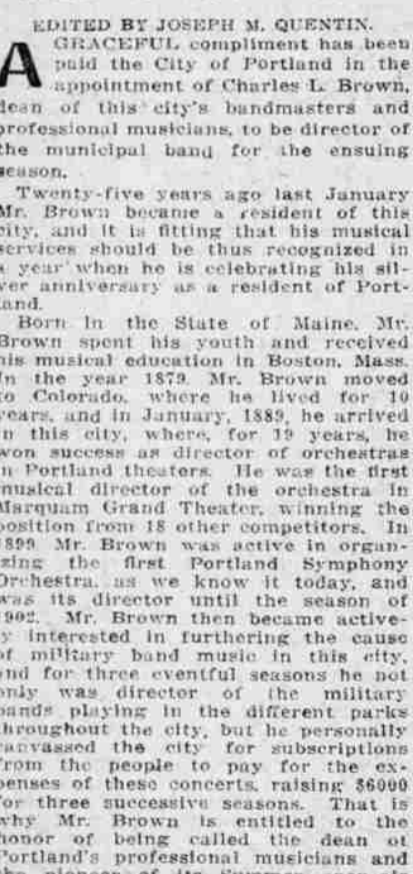 EDITED BY JOSEPH M. QUENTIN.
A GRACEFUL compliment has been
paid the City of Portland in the
appointment of Charles L. Brown,
dean of this city's bandmasters and
professional musicians, to be director of
the municipal band for the ensuing
season.
Twenty-five years ago last January
Mr. Brown became a resident of this
city, and it is fitting that his musical
services should be thus recognized in
a year when he is celebrating his sil-
ver anniversary as a resident of Port-
land.
Born in the State of Maine, Mr.
Brown spent his youth and received
his musical education in Boston, Mass.
In the year 1879, Mr. Brown moved
to Colorado, where he lived for 10
years, and in January, 1889, he arrived
in this city, where, for 19 years, he
won success as director of orchestras
in Portland theaters. He was the first
musical director of the orchestra in
Marquam Grand Theater, winning the
position from 18 other competitors. In
1899 Mr. Brown was active in organ-
izing the first Portland Symphony
Orchestra, as we know it today, and
was its director until the season of
1902. Mr. Brown then became active-
ly interested in furthering the cause
of military band music in this city,
and for three eventful seasons he not
only was director of the military
bands playing in the different parks
throughout the city, but he personally
canvassed the city for subscriptions
from the people to pay for the ex-
penses of these concerts, raising $6000
for three successive seasons. That is
why Mr. Brown is entitled to the
honor of being called the dean of
Portland's professional musicians and
the pioneer of its